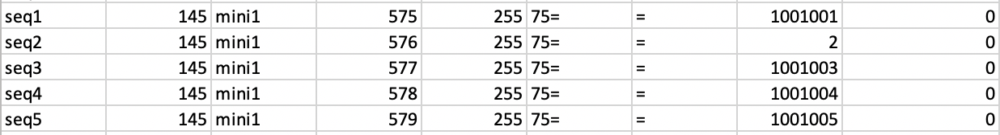 seq1 145 mini1 575 255 75= = 1001001 0
seq2 145 mini1 576 255 75= = 2 0
seq3 145 mini1 577 255 75= = 1001003 0
seq4 145 mini1 578 255 75= = 1001004 0
seq5 145 mini1 579 255 75= = 1001005 0